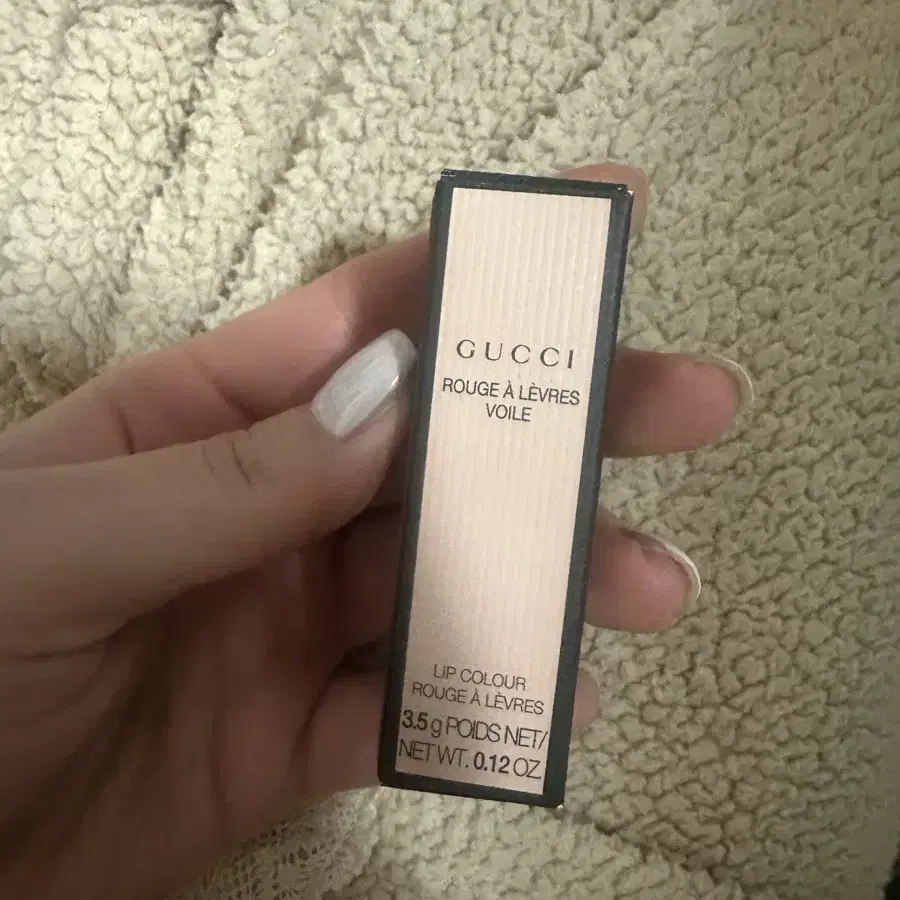 GUCCI
ROUGE À LÈVRES
VOILE
LIP COLOUR
ROUGE À LÈVRES
3.5 g POIDS NET/
NET WT. 0.12 OZ.